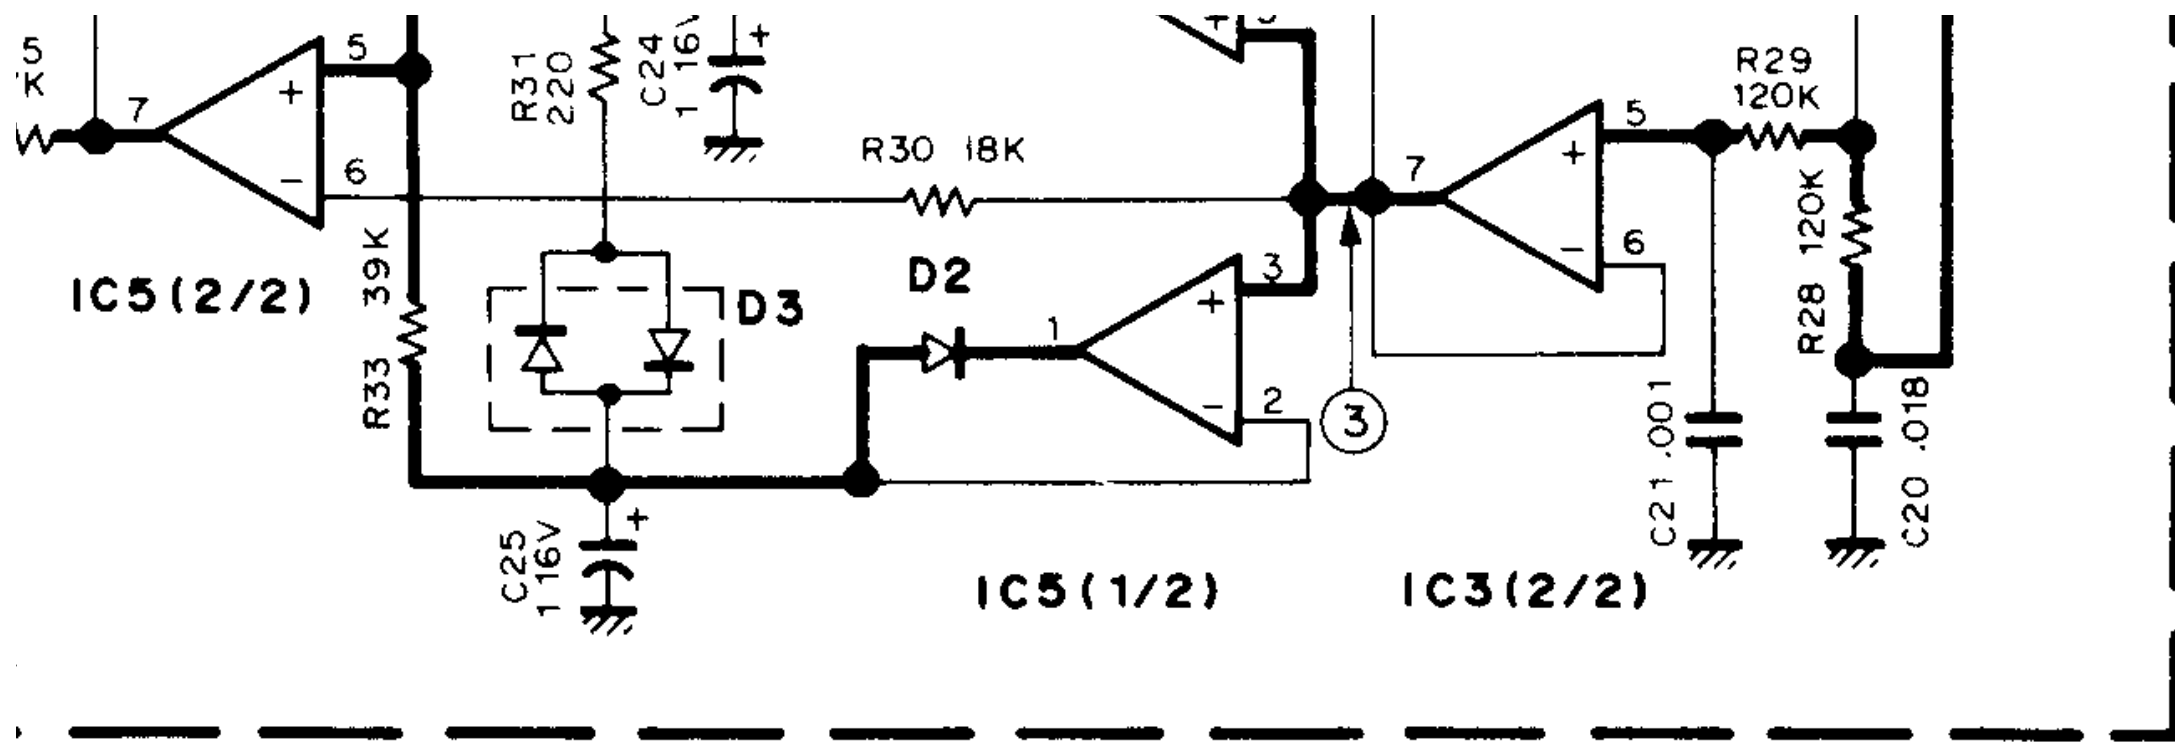 5
K
7
5
+
6
−
IC5(2/2)
R33 39K
R31
220
C24
1 16V
+
R30 18K
D3
D2
1
3
+
2
−
3
7
5
+
6
−
R29
120K
R28 120K
C21 .001
C20 .018
C25
1 16V
+
IC5(1/2)
IC3(2/2)
+